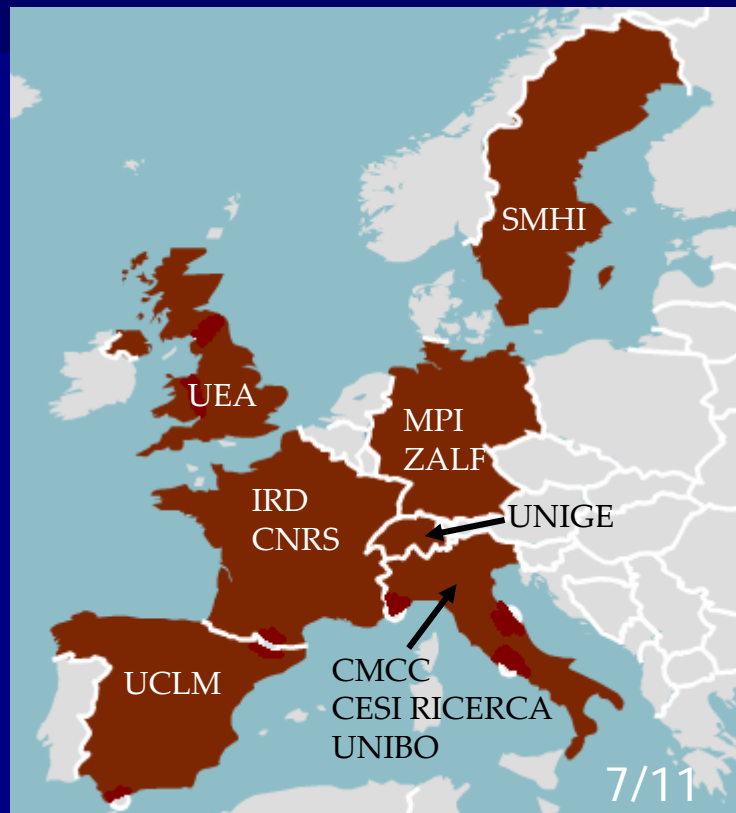 SMHI
UEA
MPI
ZALF
IRD
CNRS
UNIGE
UCLM
CMCC
CESI RICERCA
UNIBO
7/11